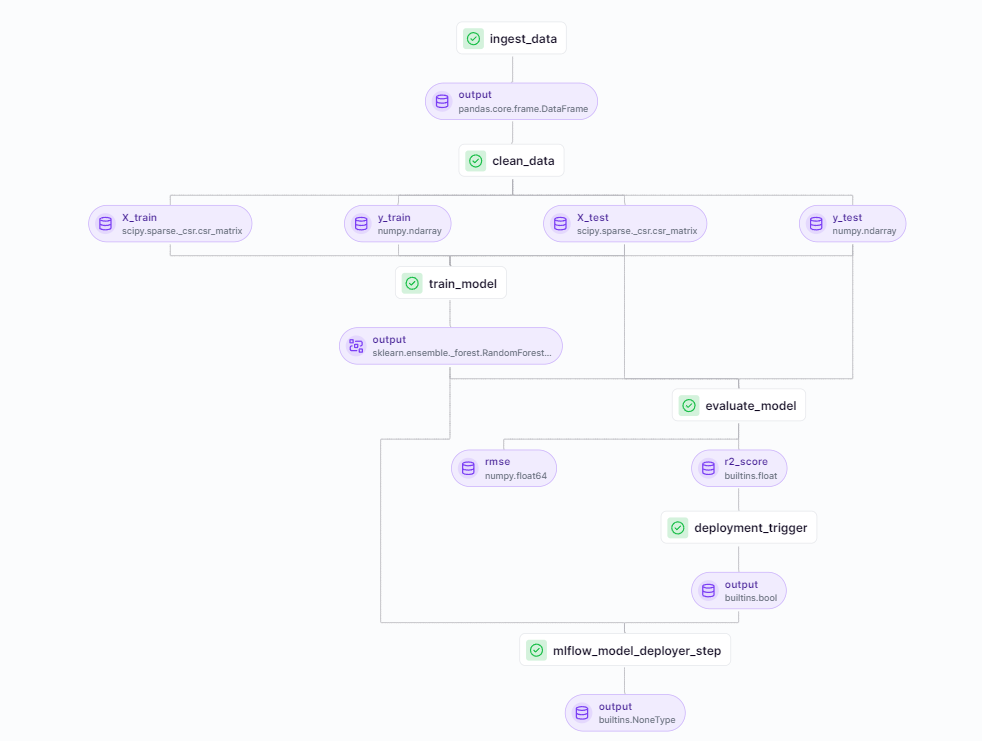 ingest_data
output
pandas.core.frame.DataFrame
clean_data
X_train
scipy.sparse._csr.csr_matrix
y_train
numpy.ndarray
X_test
scipy.sparse._csr.csr_matrix
y_test
numpy.ndarray
train_model
output
sklearn.ensemble._forest.RandomForest...
evaluate_model
rmse
numpy.float64
r2_score
builtins.float
deployment_trigger
output
builtins.bool
mlflow_model_deployer_step
output
builtins.NoneType